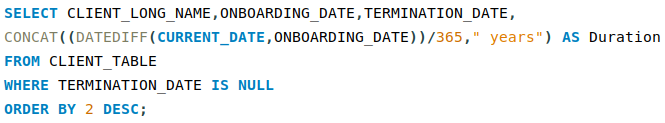 SELECT CLIENT_LONG_NAME,ONBOARDING_DATE,TERMINATION_DATE,
CONCAT((DATEDIFF(CURRENT_DATE,ONBOARDING_DATE))/365," years") AS Duration
FROM CLIENT_TABLE
WHERE TERMINATION_DATE IS NULL
ORDER BY 2 DESC;